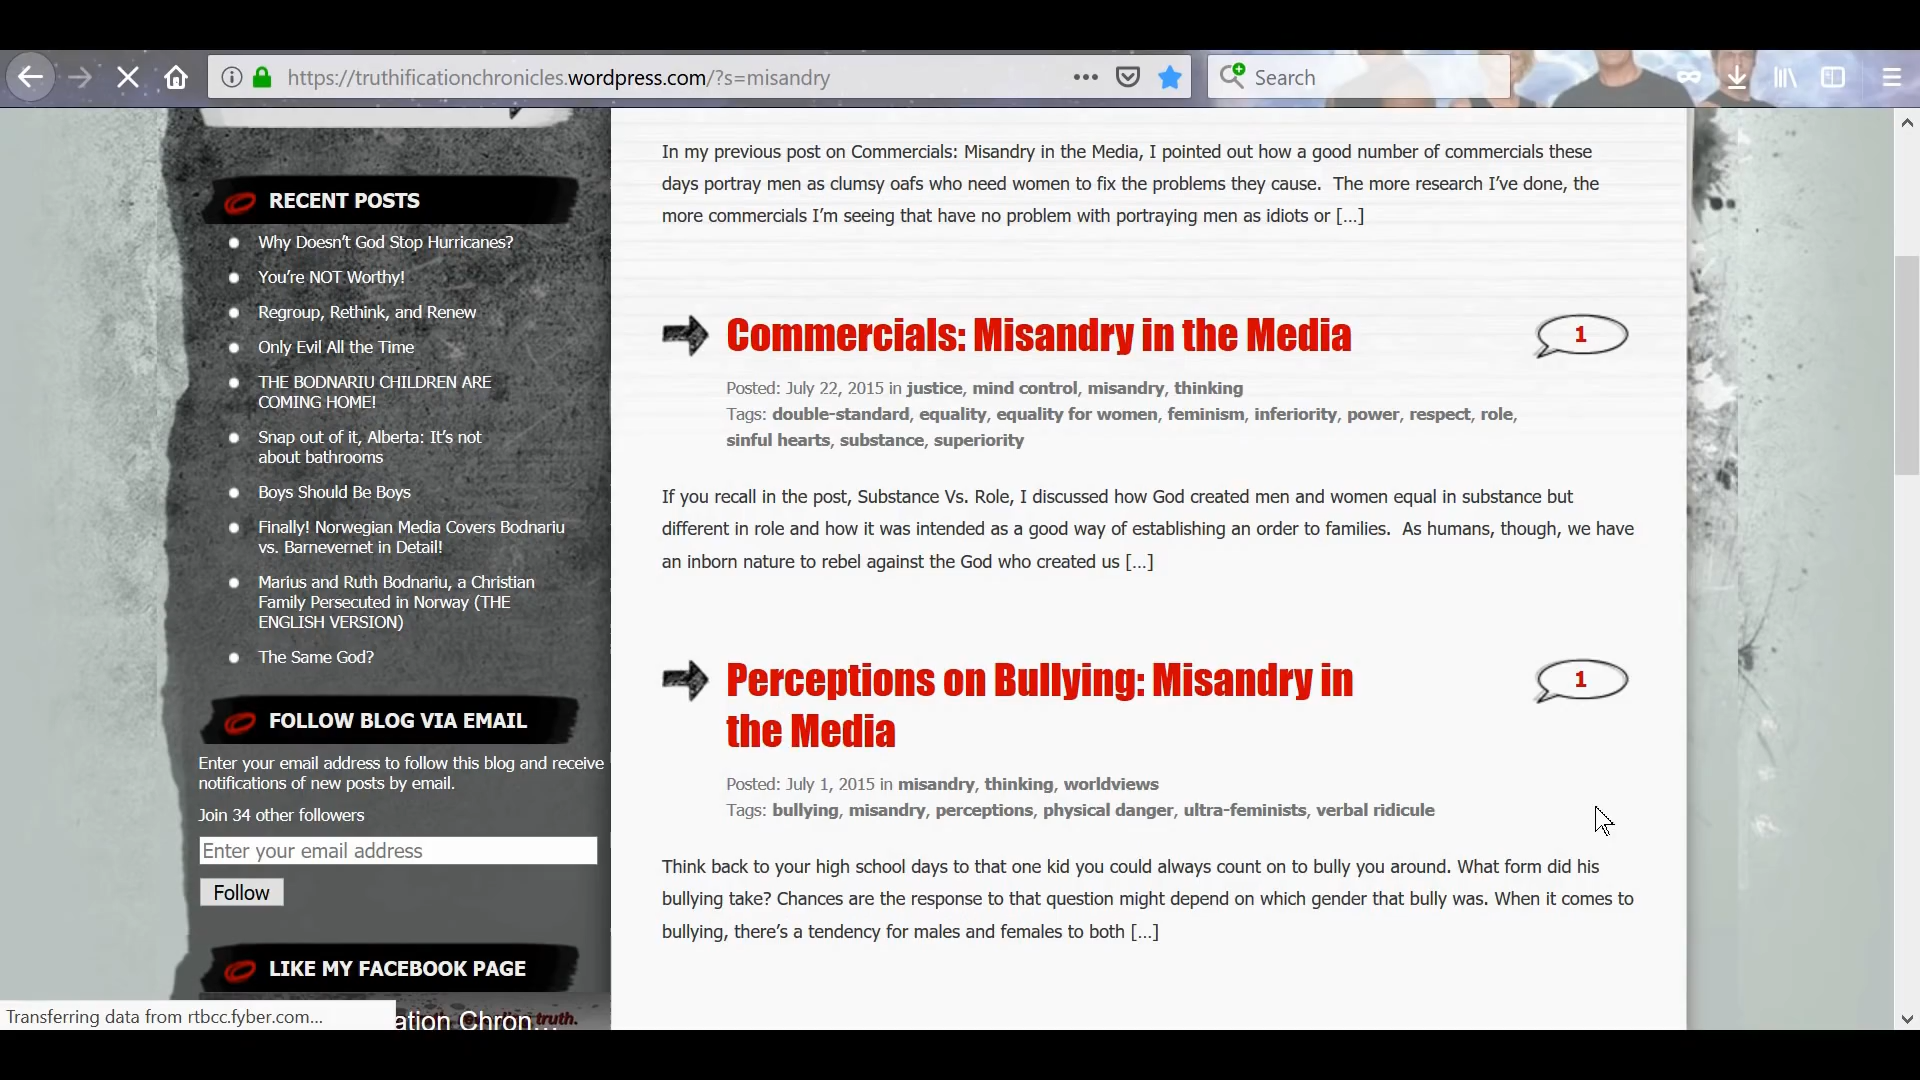 https://truthificationchronicles.wordpress.com/?s=misandry
Search
RECENT POSTS
Why Doesn’t God Stop Hurricanes?
You’re NOT Worthy!
Regroup, Rethink, and Renew
Only Evil All the Time
THE BODNARIU CHILDREN ARE
COMING HOME!
Snap out of it, Alberta: It’s not
about bathrooms
Boys Should Be Boys
Finally! Norwegian Media Covers Bodnariu
vs. Barnevernet in Detail!
Marius and Ruth Bodnariu, a Christian
Family Persecuted in Norway (THE
ENGLISH VERSION)
The Same God?
FOLLOW BLOG VIA EMAIL
Enter your email address to follow this blog and receive
notifications of new posts by email.
Join 34 other followers
Enter your email address
Follow
LIKE MY FACEBOOK PAGE
ation Chron...
truth.
In my previous post on Commercials: Misandry in the Media, I pointed out how a good number of commercials these
days portray men as clumsy oafs who need women to fix the problems they cause.  The more research I’ve done, the
more commercials I’m seeing that have no problem with portraying men as idiots or […]
Commercials: Misandry in the Media
1
Posted: July 22, 2015 in justice, mind control, misandry, thinking
Tags: double-standard, equality, equality for women, feminism, inferiority, power, respect, role,
sinful hearts, substance, superiority
If you recall in the post, Substance Vs. Role, I discussed how God created men and women equal in substance but
different in role and how it was intended as a good way of establishing an order to families.  As humans, though, we have
an inborn nature to rebel against the God who created us […]
Perceptions on Bullying: Misandry in
the Media
1
Posted: July 1, 2015 in misandry, thinking, worldviews
Tags: bullying, misandry, perceptions, physical danger, ultra-feminists, verbal ridicule
Think back to your high school days to that one kid you could always count on to bully you around. What form did his
bullying take? Chances are the response to that question might depend on which gender that bully was. When it comes to
bullying, there’s a tendency for males and females to both […]
Transferring data from rtbcc.fyber.com...